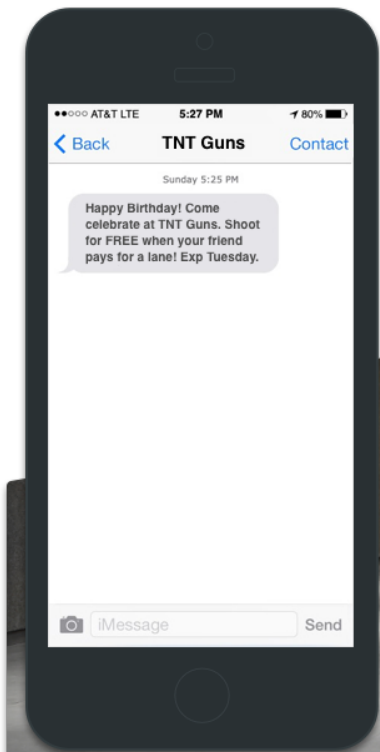 AT&T LTE 5:27 PM 80%
Back TNT Guns Contact
Sunday 5:25 PM
Happy Birthday! Come
celebrate at TNT Guns. Shoot
for FREE when your friend
pays for a lane! Exp Tuesday.
iMessage Send